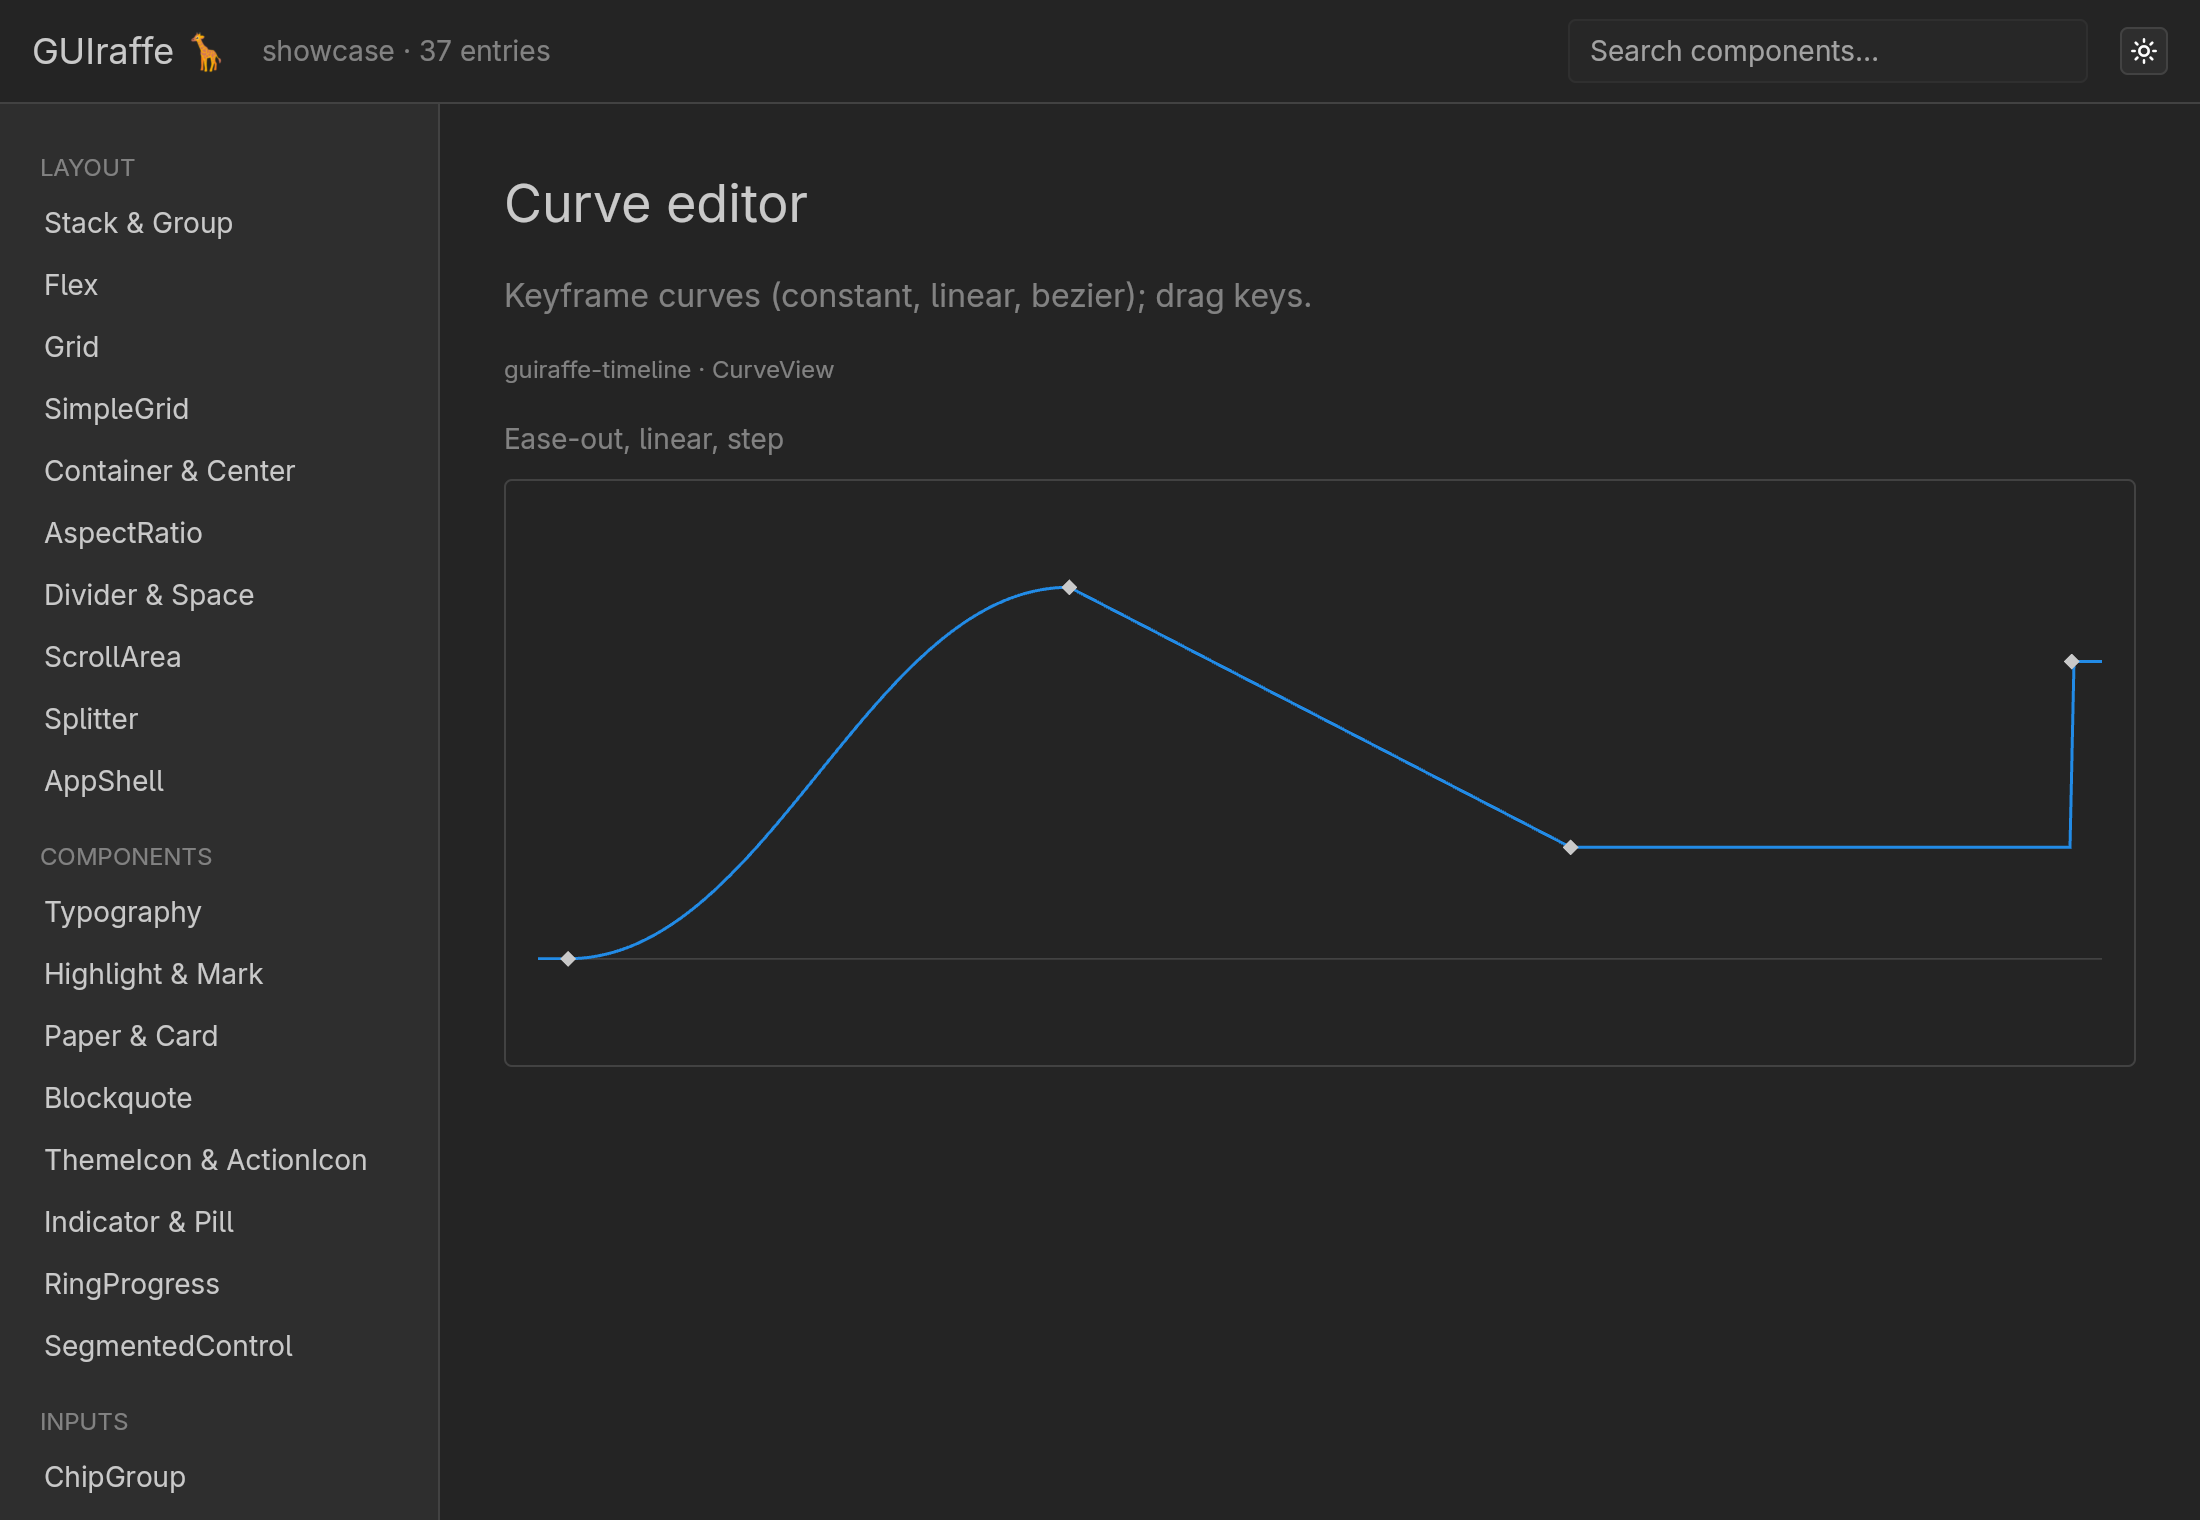 GUIraffe 🦒 showcase · 37 entries
Search components...
LAYOUT
Stack & Group
Flex
Grid
SimpleGrid
Container & Center
AspectRatio
Divider & Space
ScrollArea
Splitter
AppShell
COMPONENTS
Typography
Highlight & Mark
Paper & Card
Blockquote
ThemeIcon & ActionIcon
Indicator & Pill
RingProgress
SegmentedControl
INPUTS
ChipGroup
Curve editor
Keyframe curves (constant, linear, bezier); drag keys.
guiraffe-timeline · CurveView
Ease-out, linear, step